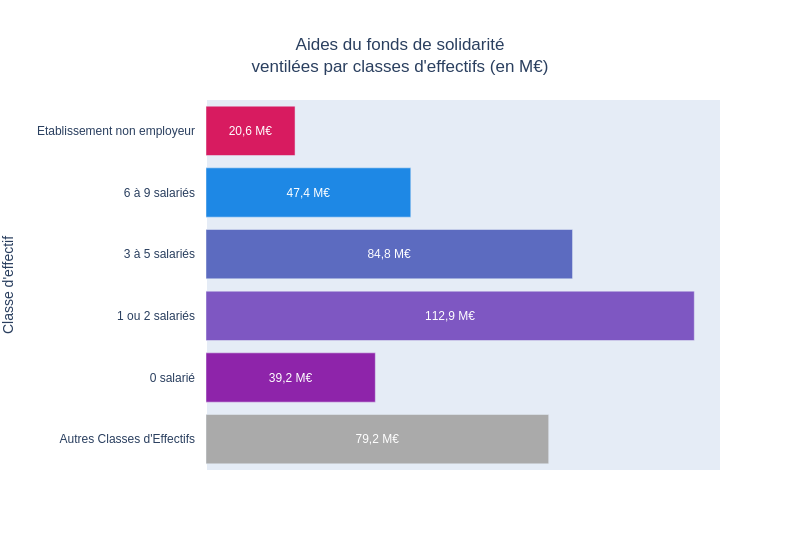 Aides du fonds de solidarité
ventilées par classes d'effectifs (en M€)
Classe d'effectif
Etablissement non employeur
20,6 M€
6 à 9 salariés
47,4 M€
3 à 5 salariés
84,8 M€
1 ou 2 salariés
112,9 M€
0 salarié
39,2 M€
Autres Classes d'Effectifs
79,2 M€